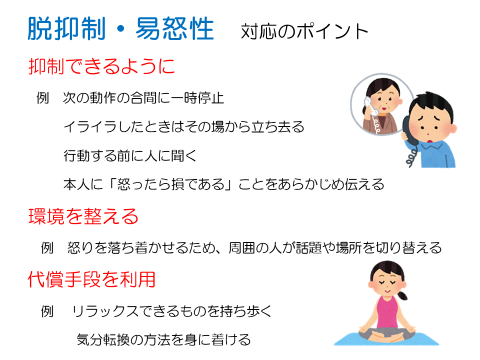 脱抑制・易怒性 対応のポイント
抑制できるように
例 次の動作の合間に一時停止
イライラしたときはその場から立ち去る
行動する前に人に聞く
本人に「怒ったら損である」ことをあらかじめ伝える
環境を整える
例 怒りを落ち着かせるため、周囲の人が話題や場所を切り替える
代償手段を利用
例 リラックスできるものを持ち歩く
気分転換の方法を身に着ける